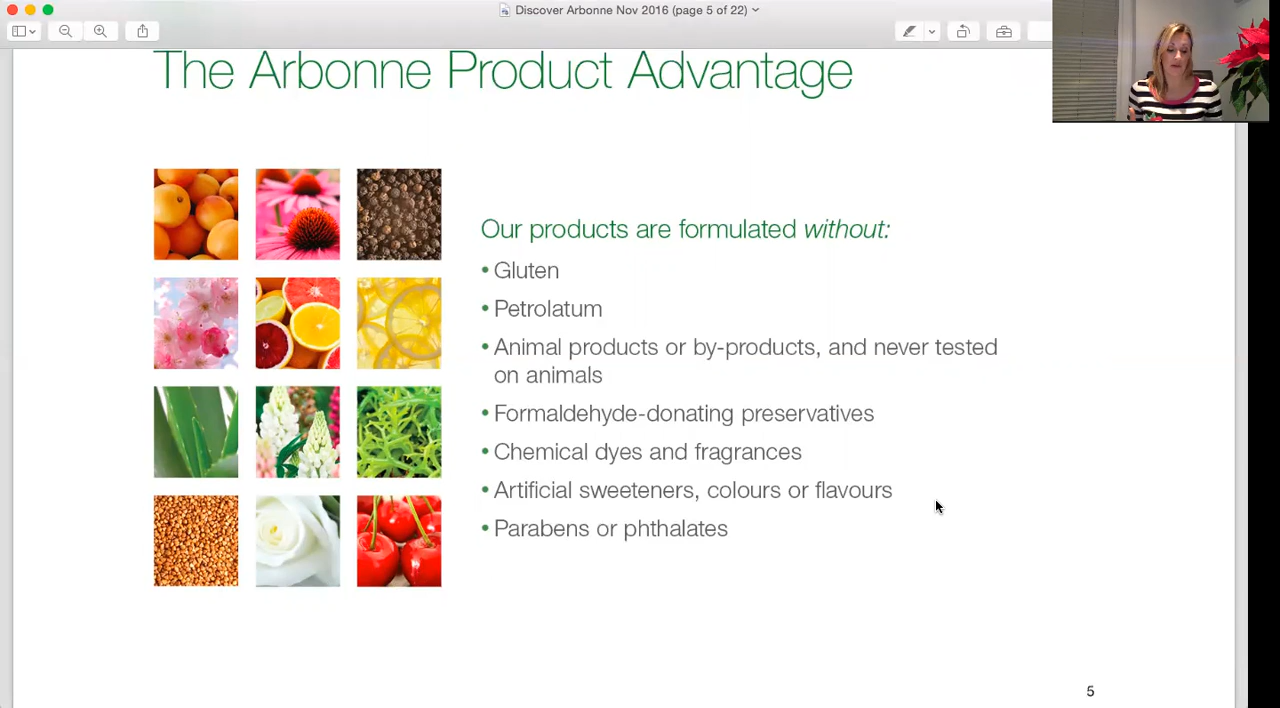 Discover Arbonne Nov 2016 (page 5 of 22)
The Arbonne Product Advantage
Our products are formulated without:
• Gluten
• Petrolatum
• Animal products or by-products, and never tested
on animals
• Formaldehyde-donating preservatives
• Chemical dyes and fragrances
• Artificial sweeteners, colours or flavours
• Parabens or phthalates
5